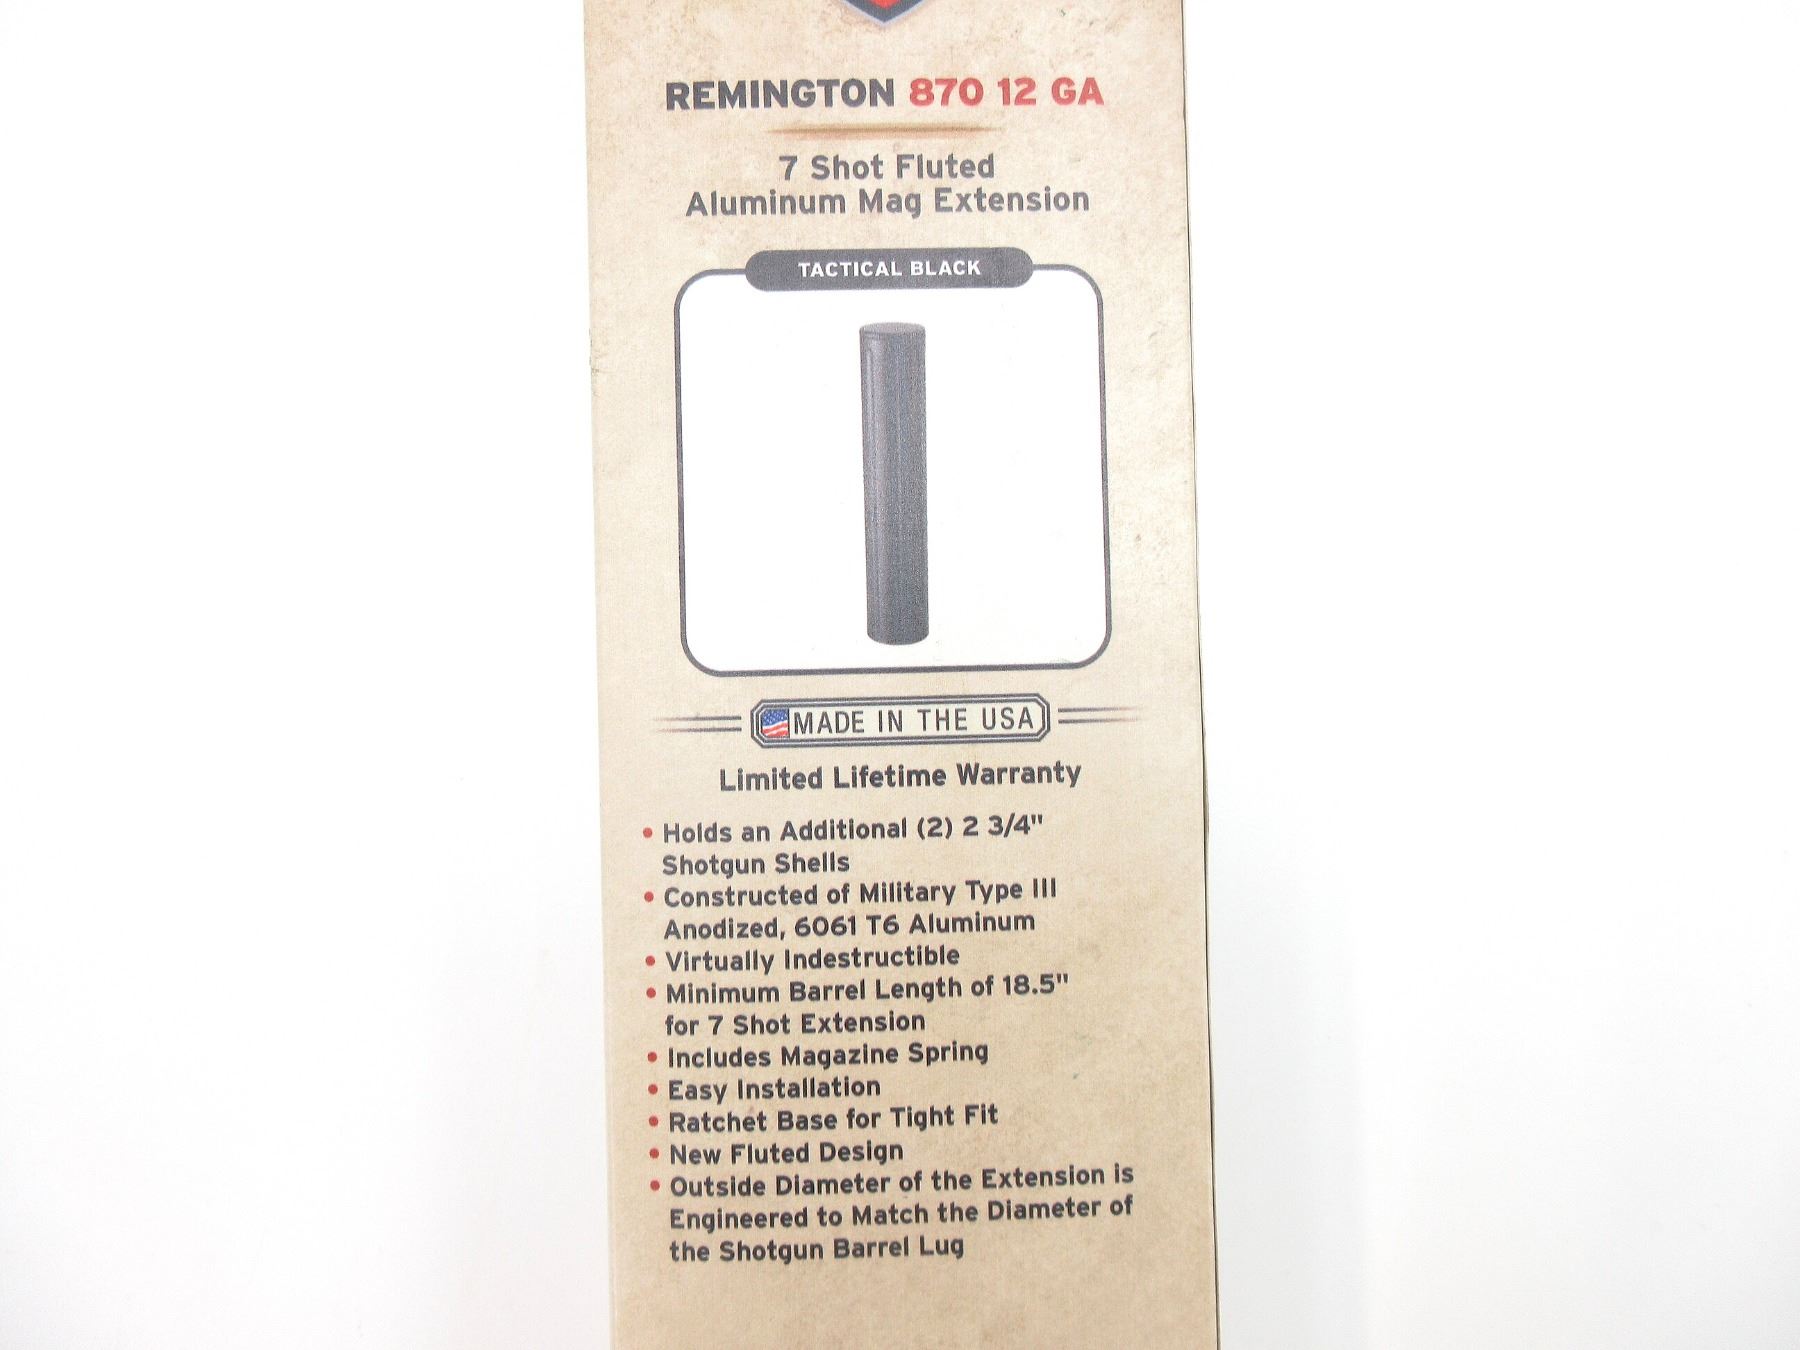 REMINGTON 870 12 GA
7 Shot Fluted
Aluminum Mag Extension
TACTICAL BLACK
MADE IN THE USA
Limited Lifetime Warranty
• Holds an Additional (2) 2 3/4"
Shotgun Shells
• Constructed of Military Type III
Anodized, 6061 T6 Aluminum
• Virtually Indestructible
• Minimum Barrel Length of 18.5"
for 7 Shot Extension
• Includes Magazine Spring
• Easy Installation
• Ratchet Base for Tight Fit
• New Fluted Design
• Outside Diameter of the Extension is
Engineered to Match the Diameter of
the Shotgun Barrel Lug